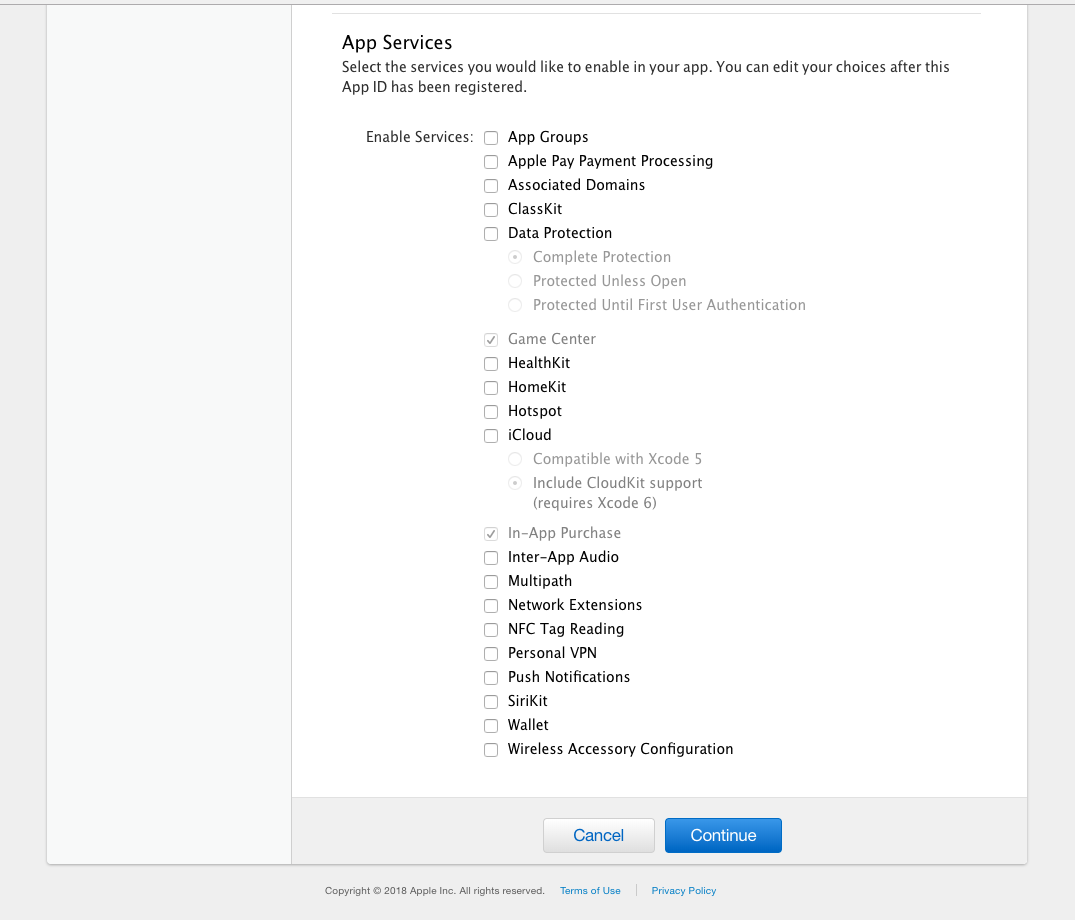 App Services
Select the services you would like to enable in your app. You can edit your choices after this
App ID has been registered.
Enable Services:
App Groups
Apple Pay Payment Processing
Associated Domains
ClassKit
Data Protection
Complete Protection
Protected Unless Open
Protected Until First User Authentication
Game Center
HealthKit
HomeKit
Hotspot
iCloud
Compatible with Xcode 5
Include CloudKit support
(requires Xcode 6)
In-App Purchase
Inter-App Audio
Multipath
Network Extensions
NFC Tag Reading
Personal VPN
Push Notifications
SiriKit
Wallet
Wireless Accessory Configuration
Cancel Continue
Copyright © 2018 Apple Inc. All rights reserved. Terms of Use Privacy Policy